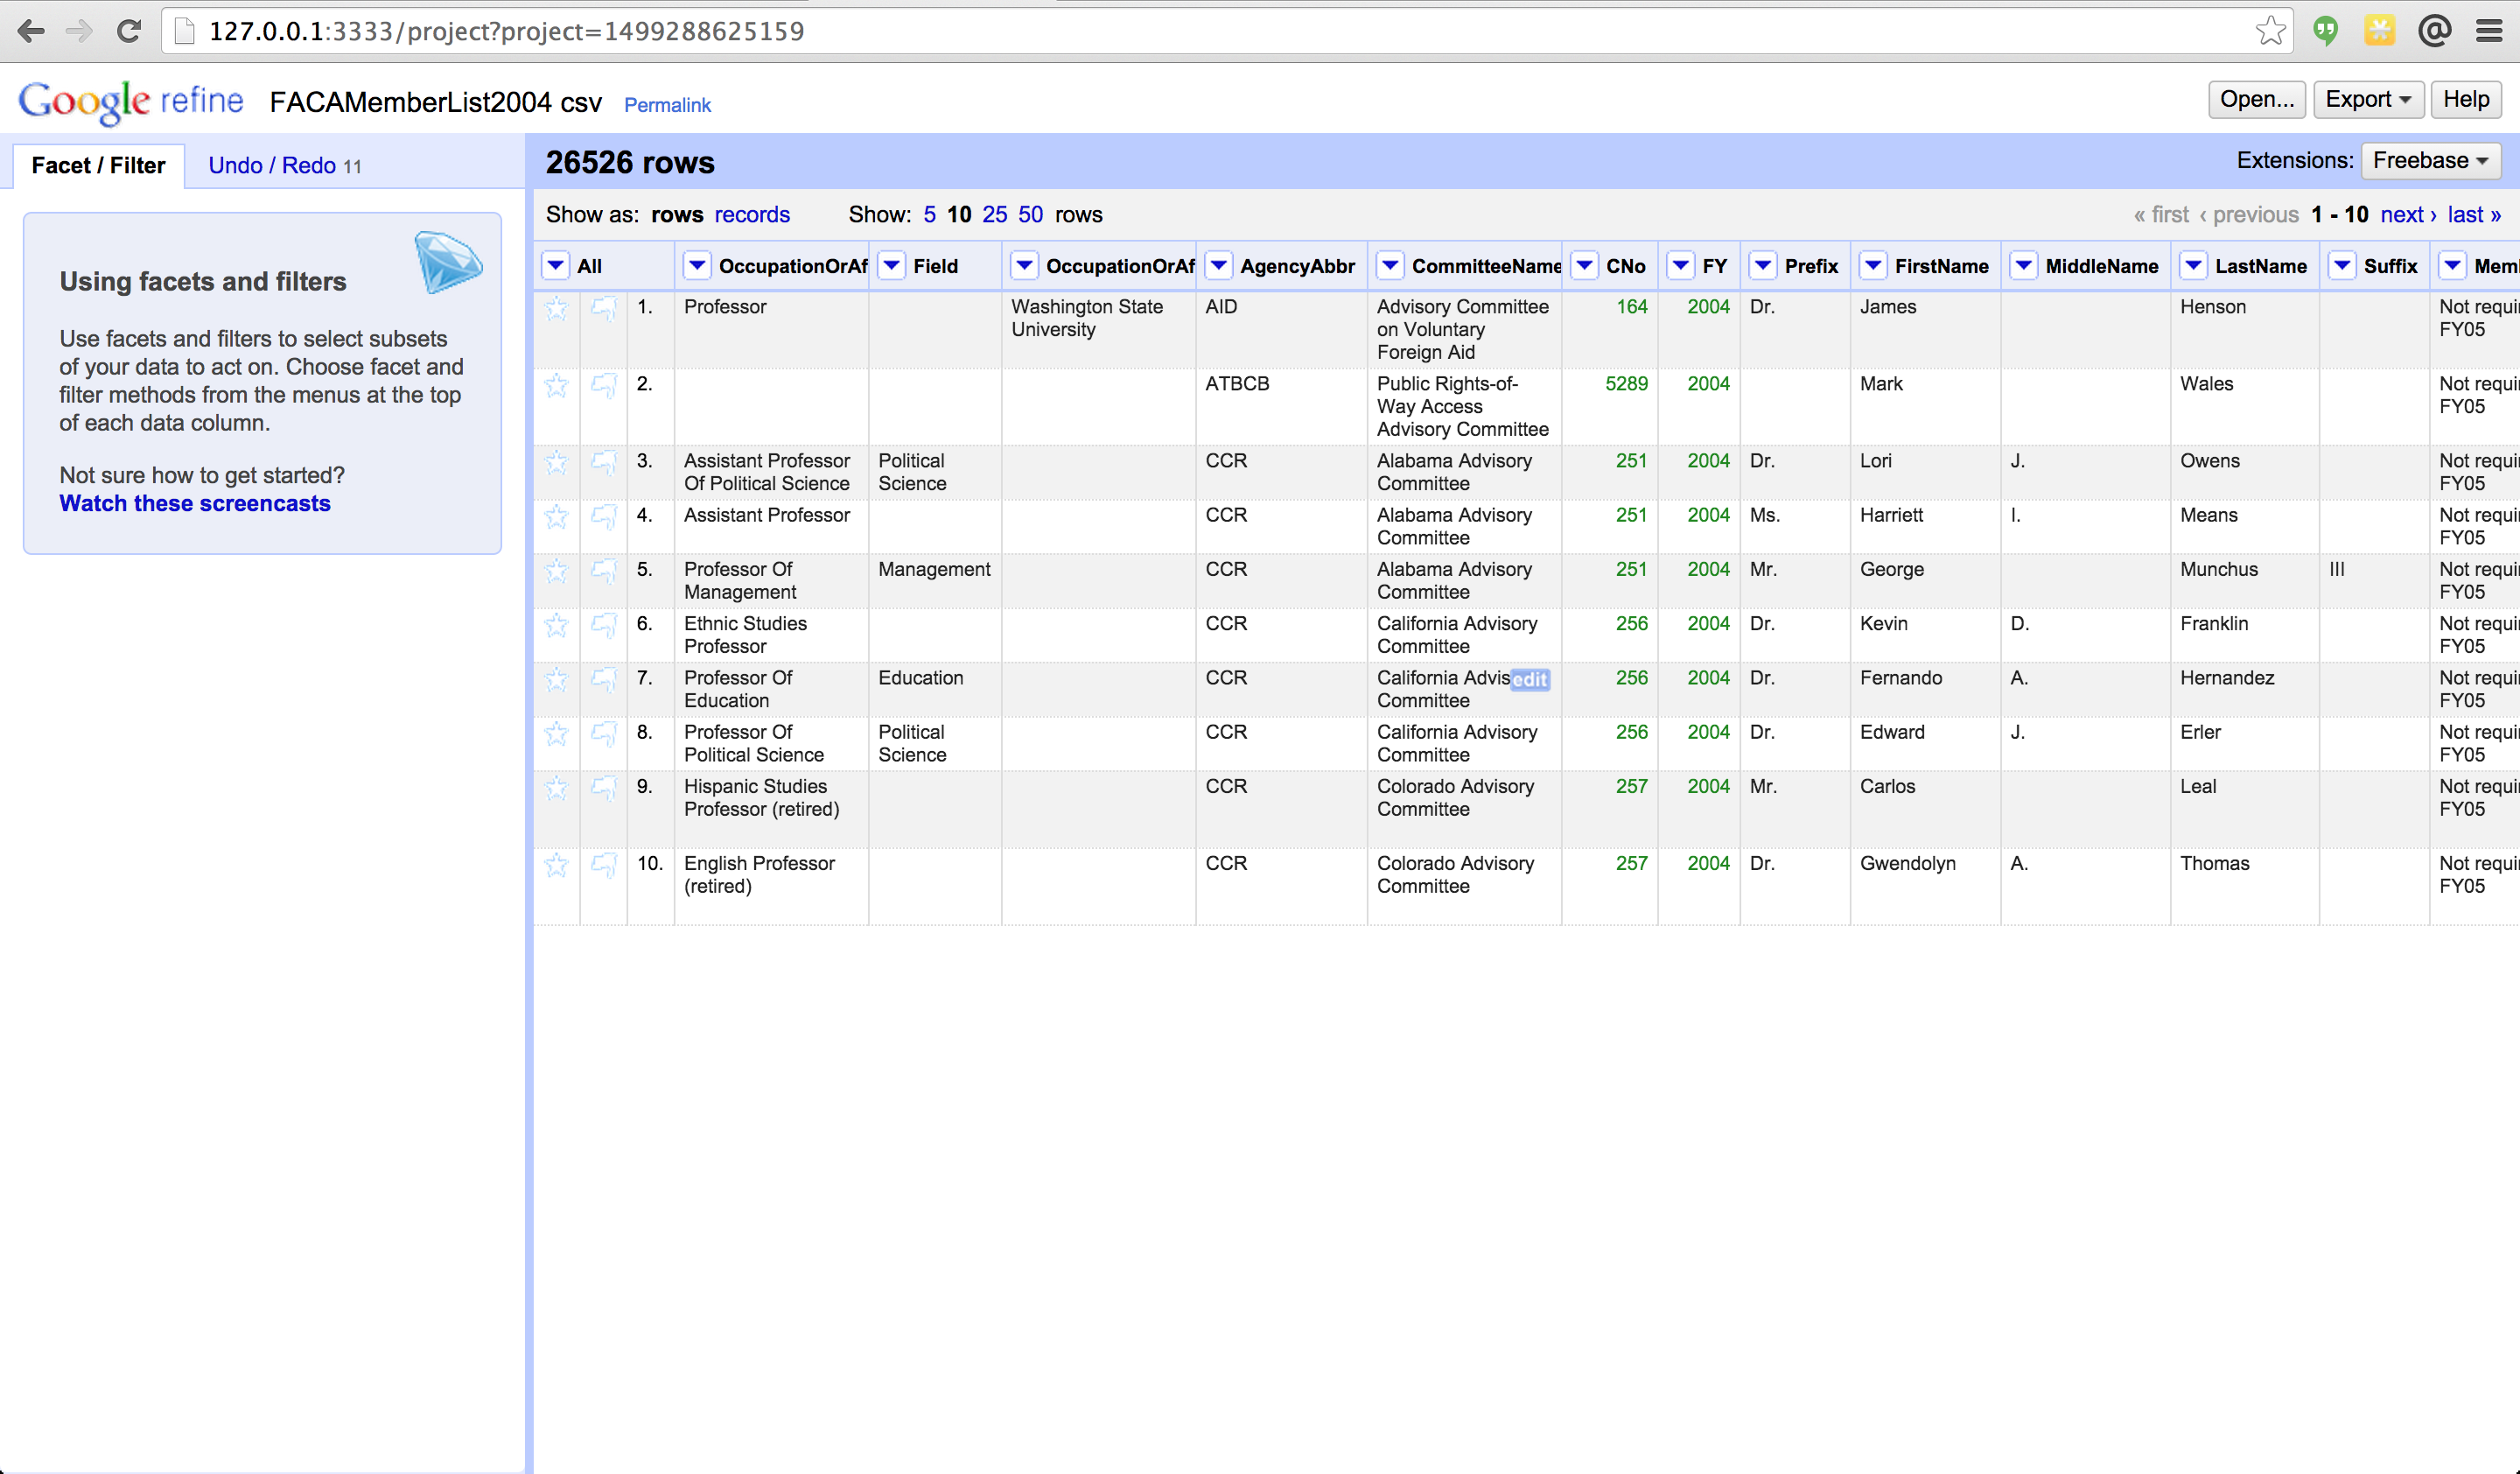 127.0.0.1:3333/project?project=1499288625159
Google refine FACAMemberList2004 csv Permalink Open... Export Help
Facet / Filter Undo / Redo 11
26526 rows Extensions: Freebase
Show as: rows records Show: 5 10 25 50 rows « first ‹ previous 1 - 10 next › last »
Using facets and filters
Use facets and filters to select subsets
of your data to act on. Choose facet and
filter methods from the menus at the top
of each data column.
Not sure how to get started?
Watch these screencasts
All OccupationOrAf Field OccupationOrAf AgencyAbbr CommitteeName CNo FY Prefix FirstName MiddleName LastName Suffix Mem
1. Professor Washington State AID Advisory Committee 164 2004 Dr. James Henson Not requi
University on Voluntary FY05
Foreign Aid
2. ATBCB Public Rights-of- 5289 2004 Mark Wales Not requi
Way Access FY05
Advisory Committee
3. Assistant Professor Political CCR Alabama Advisory 251 2004 Dr. Lori J. Owens Not requi
Of Political Science Science Committee FY05
4. Assistant Professor CCR Alabama Advisory 251 2004 Ms. Harriett I. Means Not requi
Committee FY05
5. Professor Of Management CCR Alabama Advisory 251 2004 Mr. George Munchus III Not requi
Management Committee FY05
6. Ethnic Studies CCR California Advisory 256 2004 Dr. Kevin D. Franklin Not requi
Professor Committee FY05
7. Professor Of Education CCR California Advis edit 256 2004 Dr. Fernando A. Hernandez Not requi
Education Committee FY05
8. Professor Of Political CCR California Advisory 256 2004 Dr. Edward J. Erler Not requi
Political Science Science Committee FY05
9. Hispanic Studies CCR Colorado Advisory 257 2004 Mr. Carlos Leal Not requi
Professor (retired) Committee FY05
10. English Professor CCR Colorado Advisory 257 2004 Dr. Gwendolyn A. Thomas Not requi
(retired) Committee FY05